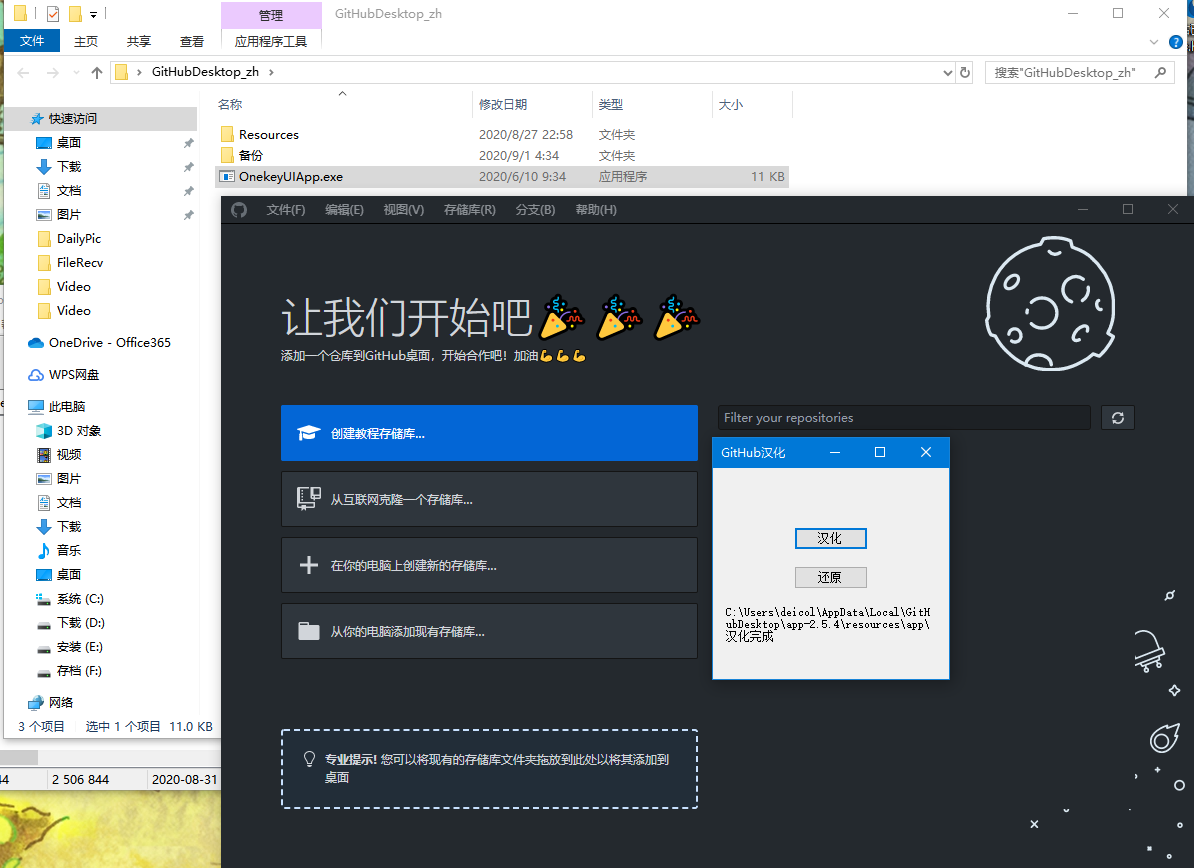 管理
GitHubDesktop_zh
文件
主页
共享
查看
应用程序工具
GitHubDesktop_zh
搜索"GitHubDesktop_zh"
名称
修改日期
类型
大小
Resources
2020/8/27 22:58
文件夹
备份
2020/9/1 4:34
文件夹
OnekeyUIApp.exe
2020/6/10 9:34
应用程序
11 KB
快速访问
桌面
下载
文档
图片
DailyPic
FileRecv
Video
Video
OneDrive - Office365
WPS网盘
此电脑
3D 对象
视频
图片
文档
下载
音乐
桌面
系统 (C:)
下载 (D:)
安装 (E:)
存档 (F:)
网络
3 个项目
选中 1 个项目
11.0 KB
2 506 844
2020-08-31
文件(F)
编辑(E)
视图(V)
存储库(R)
分支(B)
帮助(H)
让我们开始吧🎉 🎉 🎉
添加一个仓库到GitHub桌面，开始合作吧！加油💪💪💪
创建教程存储库...
从互联网克隆一个存储库...
在你的电脑上创建新的存储库...
从你的电脑添加现有存储库...
专业提示! 您可以将现有的存储库文件夹拖放到此处以将其添加到
桌面
Filter your repositories
GitHub汉化
汉化
还原
C:\Users\deicol\AppData\Local\GitH
ubDesktop\app-2.5.4\resources\app\
汉化完成